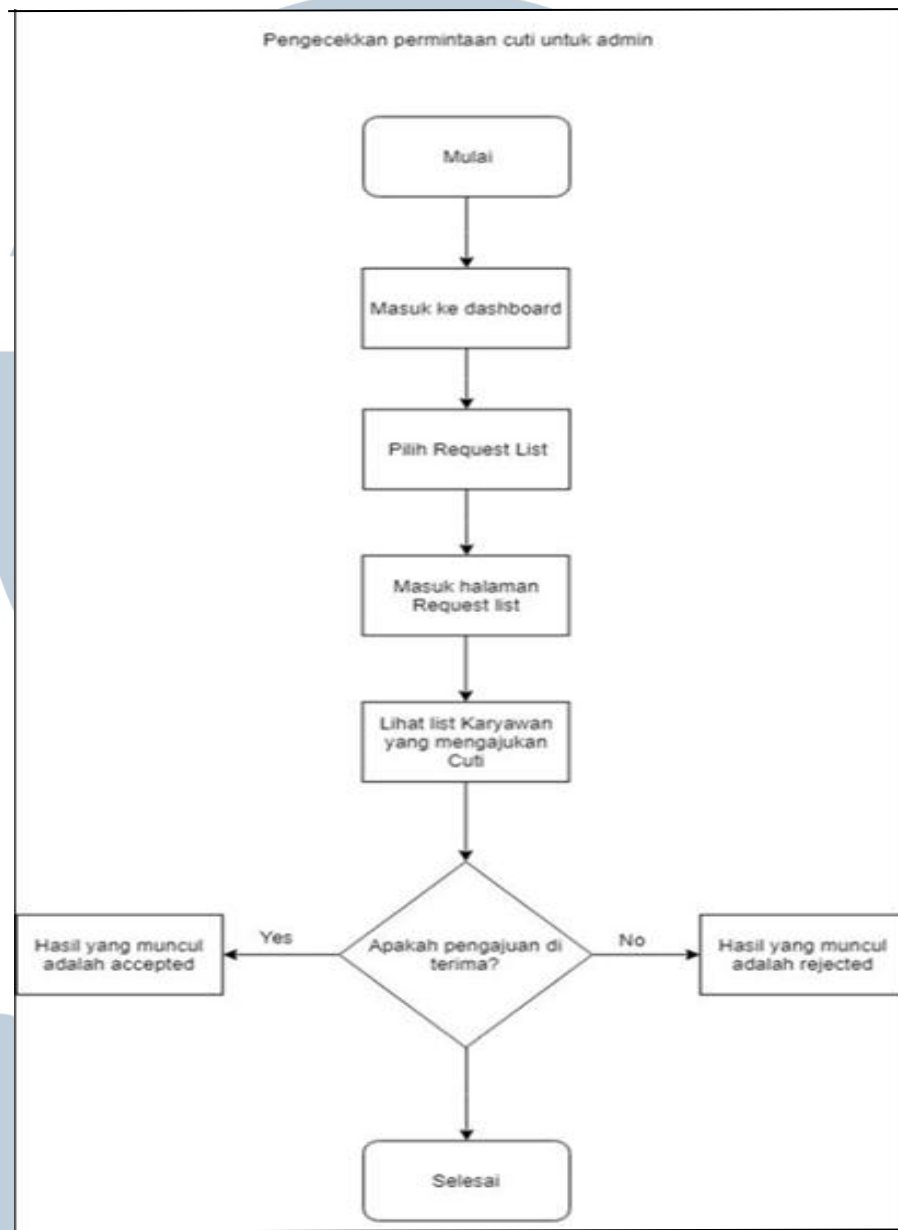 Pengecekkan permintaan cuti untuk admin
Mulai
Masuk ke dashboard
Pilih Request List
Masuk halaman
Request list
Lihat list Karyawan
yang mengajukan
Cuti
Apakah pengajuan di
terima?
Yes
No
Hasil yang muncul
adalah accepted
Hasil yang muncul
adalah rejected
Selesai